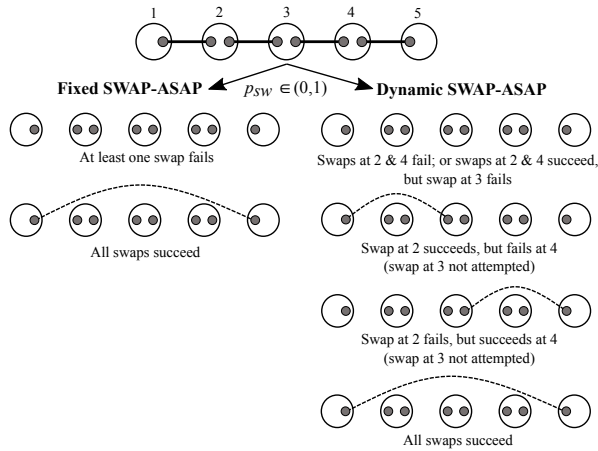 1 2 3 4 5
Fixed SWAP-ASAP
p_sw ∈ (0,1)
Dynamic SWAP-ASAP
At least one swap fails
All swaps succeed
Swaps at 2 & 4 fail; or swaps at 2 & 4 succeed,
but swap at 3 fails
Swap at 2 succeeds, but fails at 4
(swap at 3 not attempted)
Swap at 2 fails, but succeeds at 4
(swap at 3 not attempted)
All swaps succeed